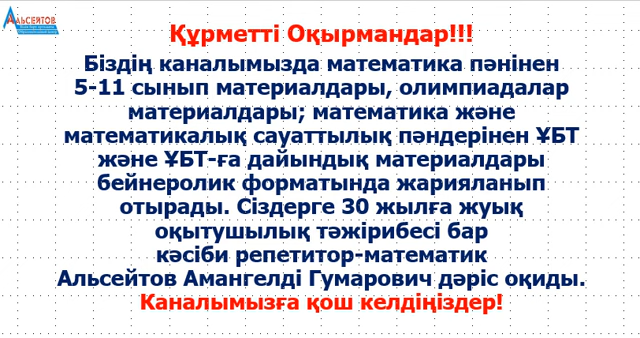 АЛЬСЕЙТОВ
Құрметті Оқырмандар!!!
Біздің каналымызда математика пәнінен
5-11 сынып материалдары, олимпиадалар
материалдары; математика және
математикалық сауаттылық пәндерінен ҰБТ
және ҰБТ-ға дайындық материалдары
бейнеролик форматында жарияланып
отырады. Сіздерге 30 жылға жуық
оқытушылық тәжірибесі бар
кәсіби репетитор-математик
Альсейтов Амангелді Гумарович дәріс оқиды.
Каналымызға қош келдіңіздер!